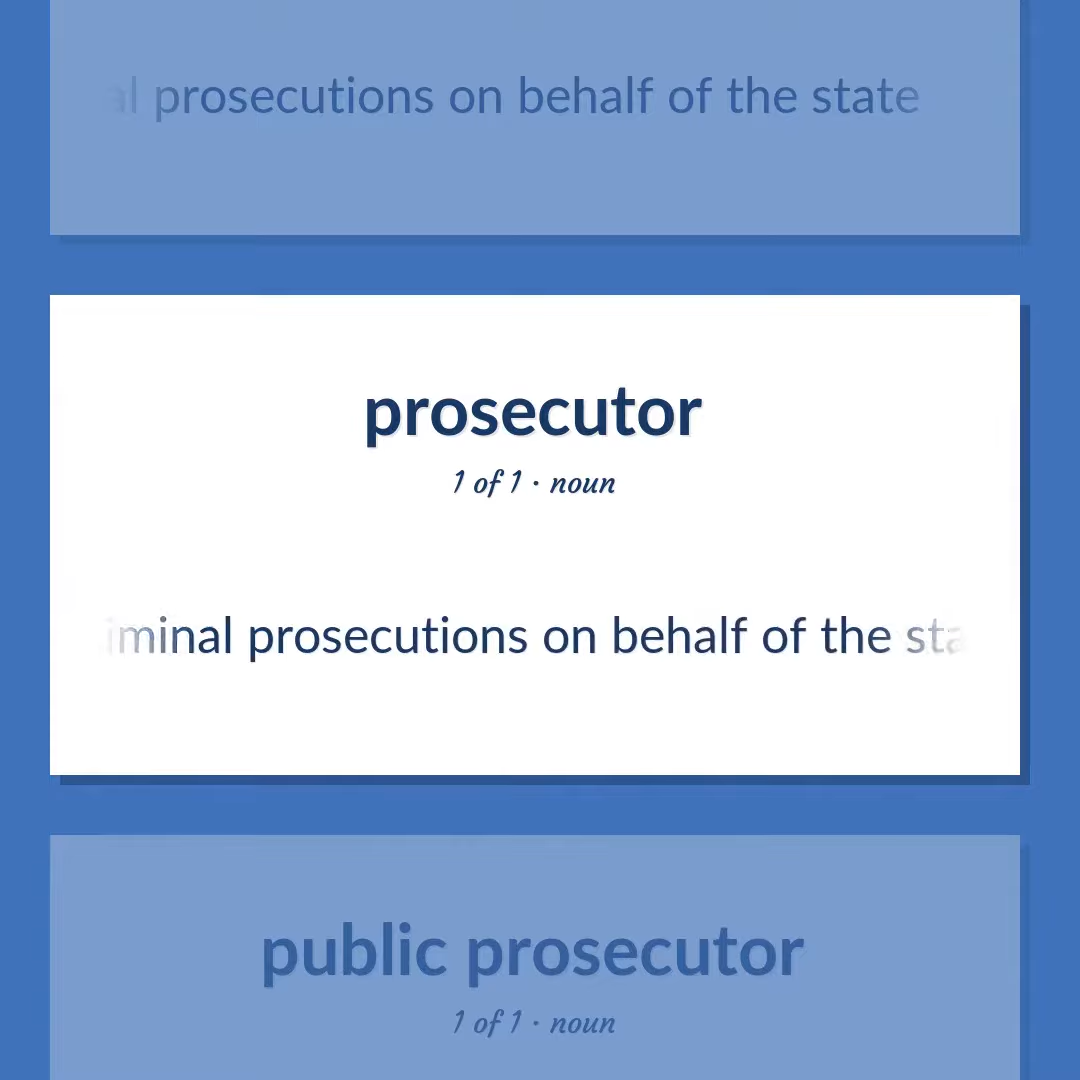 prosecutions on behalf of the state
prosecutor
1 of 1 · noun
prosecutions on behalf of the
public prosecutor
1 of 1 · noun